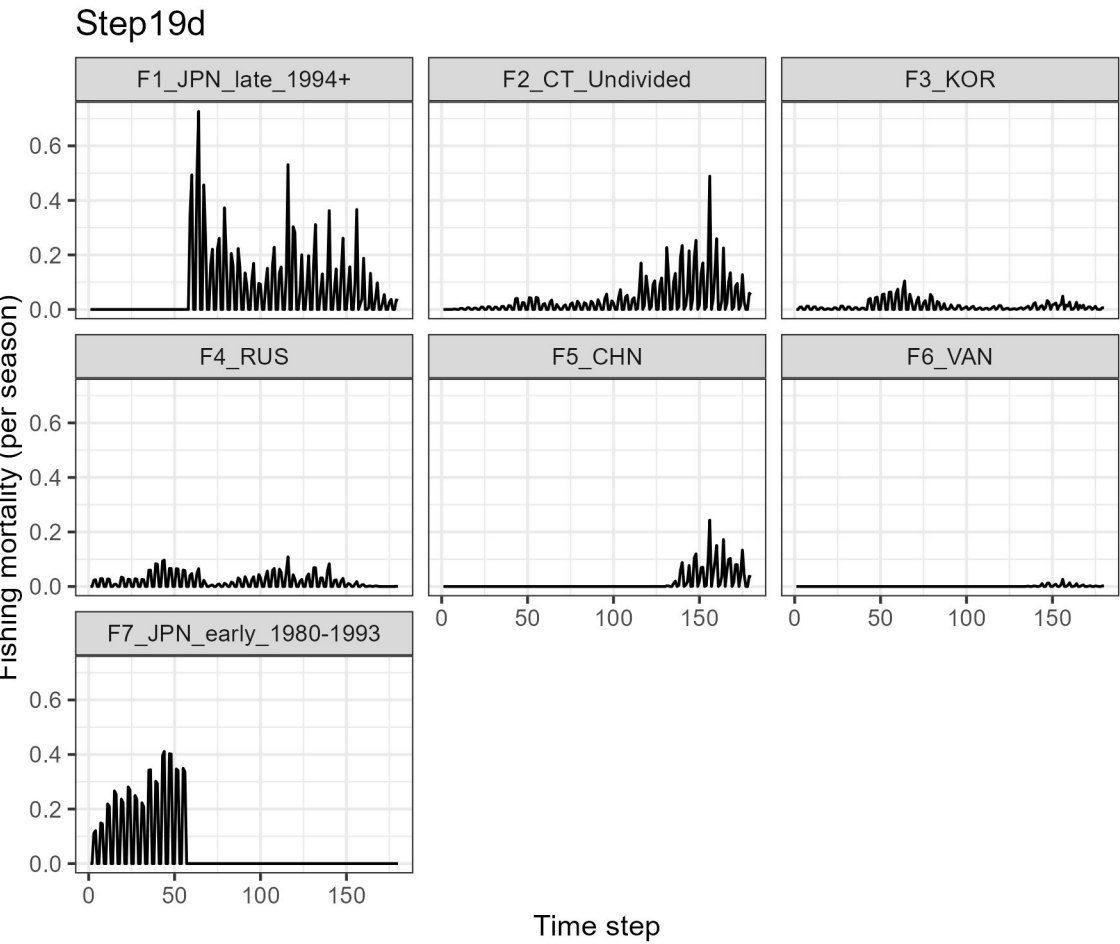 Step19d
F1_JPN_late_1994+
F2_CT_Undivided
F3_KOR
0.6
0.4
0.2
0.0
F4_RUS
F5_CHN
F6_VAN
0.6
0.4
0.2
0.0
0 50 100 150
0 50 100 150
F7_JPN_early_1980-1993
0.6
0.4
0.2
0.0
0 50 100 150
Fishing mortality (per season)
Time step